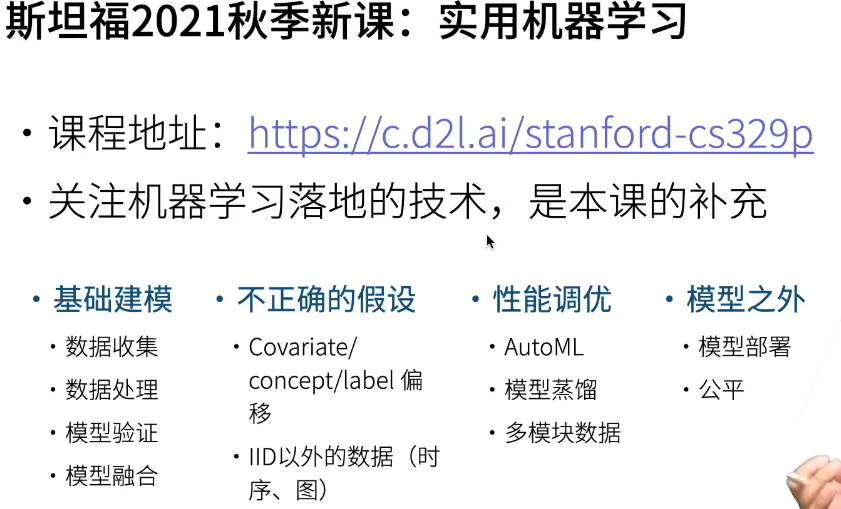 斯坦福2021秋季新课：实用机器学习
• 课程地址：https://c.d2l.ai/stanford-cs329p
• 关注机器学习落地的技术，是本课的补充
• 基础建模
• 数据收集
• 数据处理
• 模型验证
• 模型融合
• 不正确的假设
• Covariate/
concept/label 偏
移
• IID以外的数据（时
序、图）
• 性能调优
• AutoML
• 模型蒸馏
• 多模块数据
• 模型之外
• 模型部署
• 公平